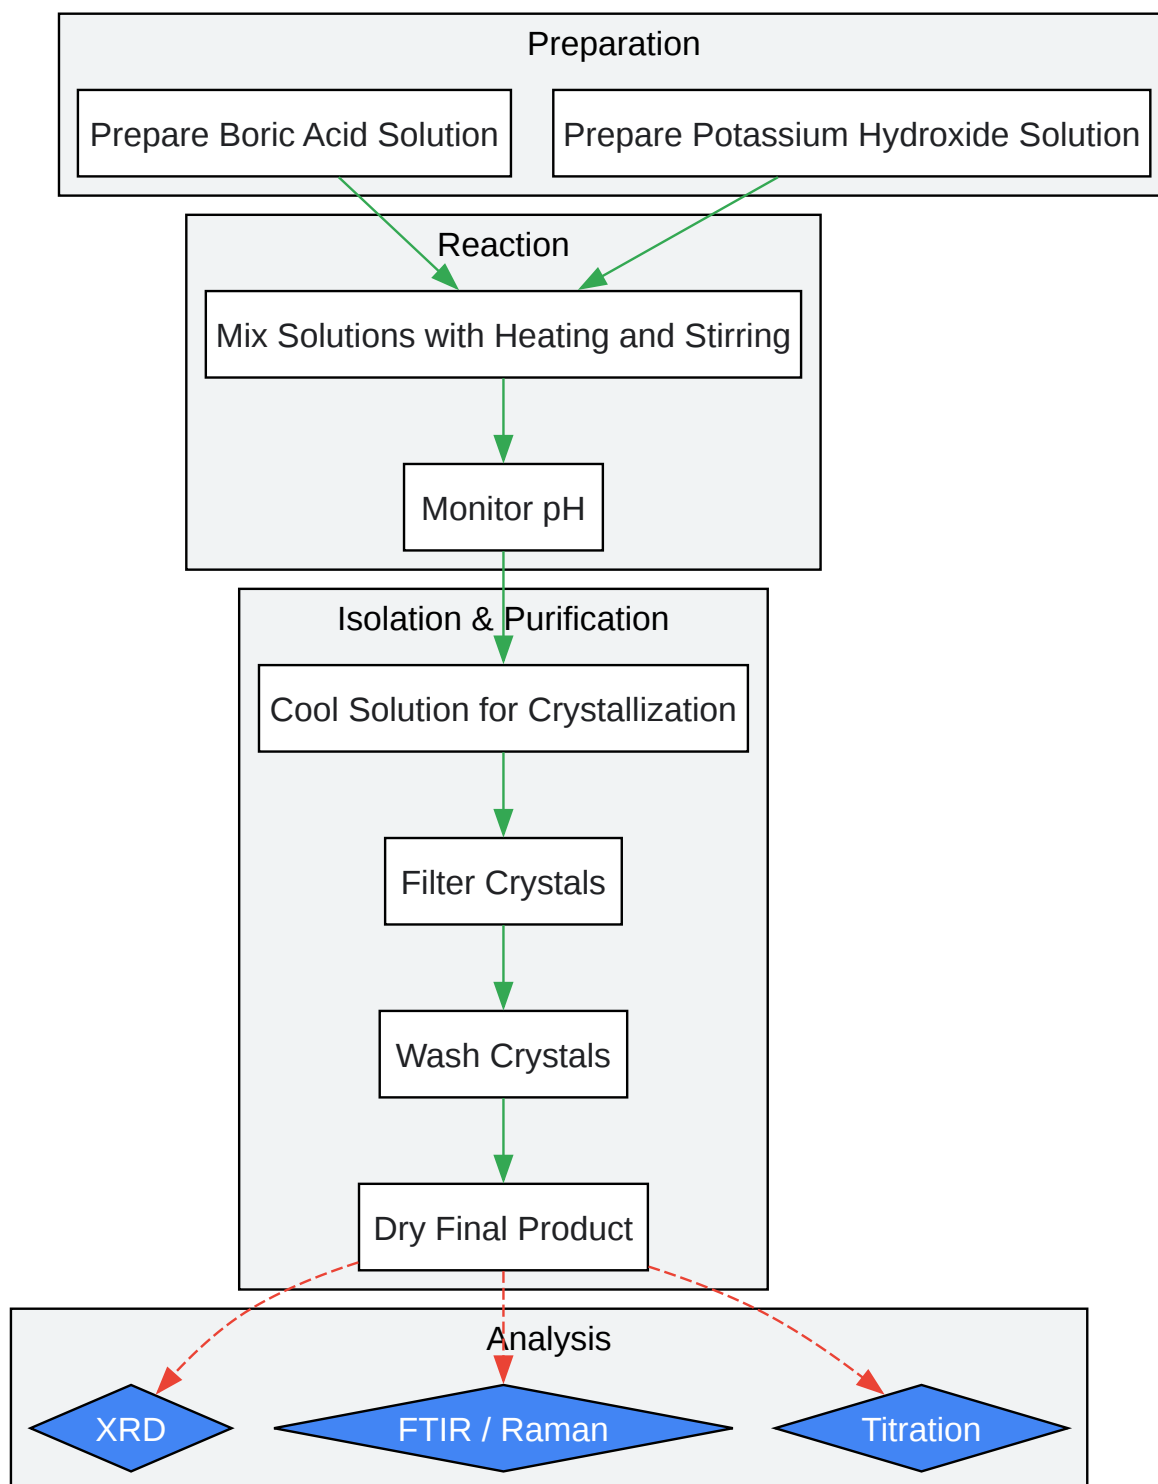 Preparation
Prepare Boric Acid Solution
Prepare Potassium Hydroxide Solution
Reaction
Mix Solutions with Heating and Stirring
Monitor pH
Isolation & Purification
Cool Solution for Crystallization
Filter Crystals
Wash Crystals
Dry Final Product
Analysis
XRD
FTIR / Raman
Titration